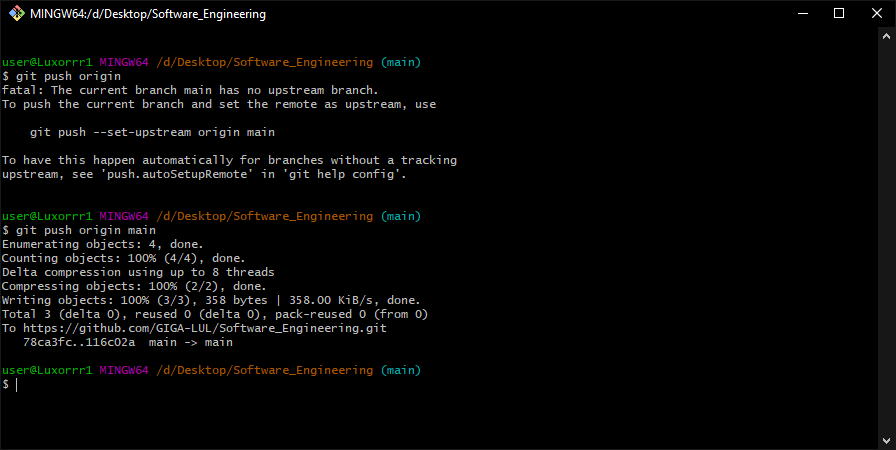 MINGW64:/d/Desktop/Software_Engineering
user@Luxorrr1 MINGW64 /d/Desktop/Software_Engineering (main)
$ git push origin
fatal: The current branch main has no upstream branch.
To push the current branch and set the remote as upstream, use
    git push --set-upstream origin main
To have this happen automatically for branches without a tracking
upstream, see 'push.autoSetupRemote' in 'git help config'.
user@Luxorrr1 MINGW64 /d/Desktop/Software_Engineering (main)
$ git push origin main
Enumerating objects: 4, done.
Counting objects: 100% (4/4), done.
Delta compression using up to 8 threads
Compressing objects: 100% (2/2), done.
Writing objects: 100% (3/3), 358 bytes | 358.00 KiB/s, done.
Total 3 (delta 0), reused 0 (delta 0), pack-reused 0 (from 0)
To https://github.com/GIGA-LUL/Software_Engineering.git
   78ca3fc..116c02a  main -> main
user@Luxorrr1 MINGW64 /d/Desktop/Software_Engineering (main)
$